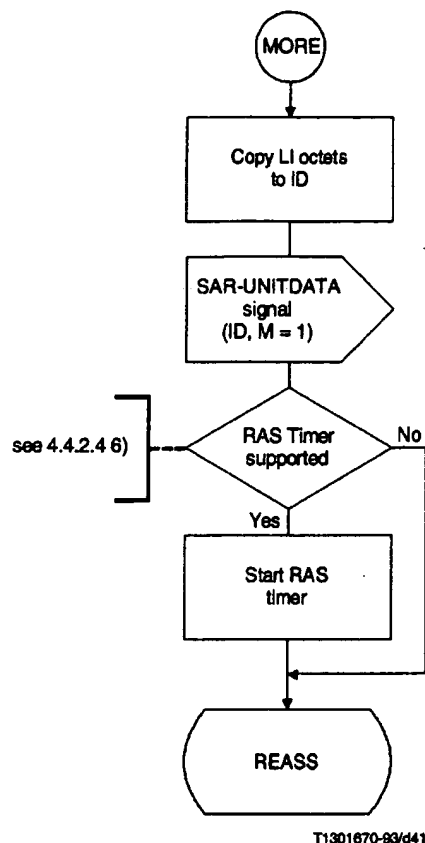 MORE
Copy LI octets
to ID
SAR-UNITDATA
signal
(ID, M = 1)
see 4.4.2.4 6)
RAS Timer
supported
No
Yes
Start RAS
timer
REASS
T1301670-93/d41